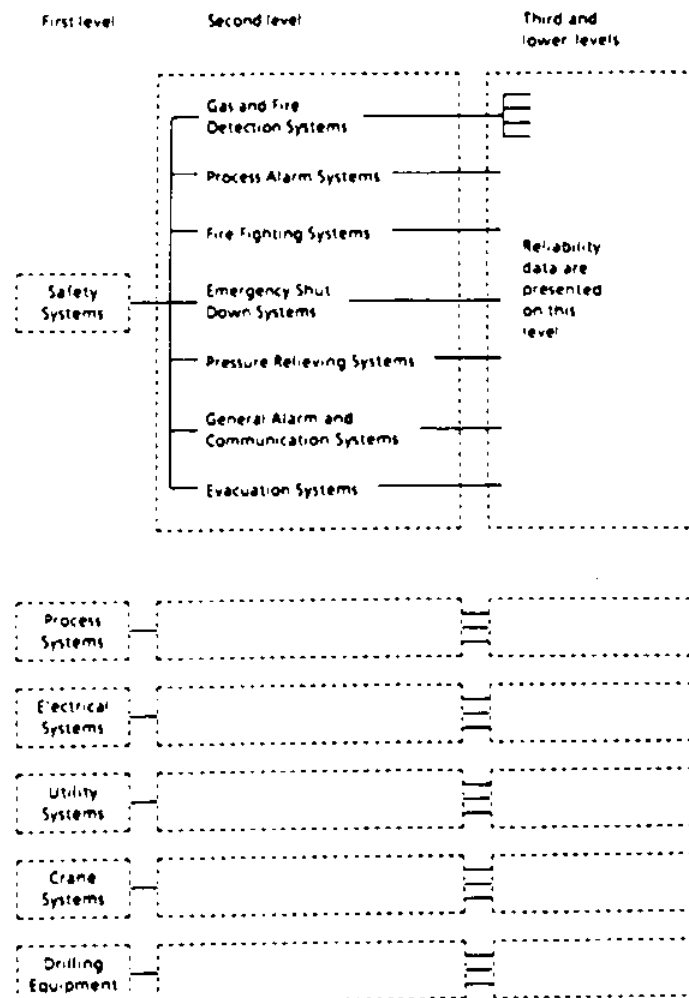 First level
Second level
Third and
lower levels
Gas and Fire
Detection Systems
Process Alarm Systems
Fire Fighting Systems
Safety
Systems
Emergency Shut
Down Systems
Reliability
data are
presented
on this
level
Pressure Relieving Systems
General Alarm and
Communication Systems
Evacuation Systems
Process
Systems
Electrical
Systems
Utility
Systems
Crane
Systems
Drilling
Equipment